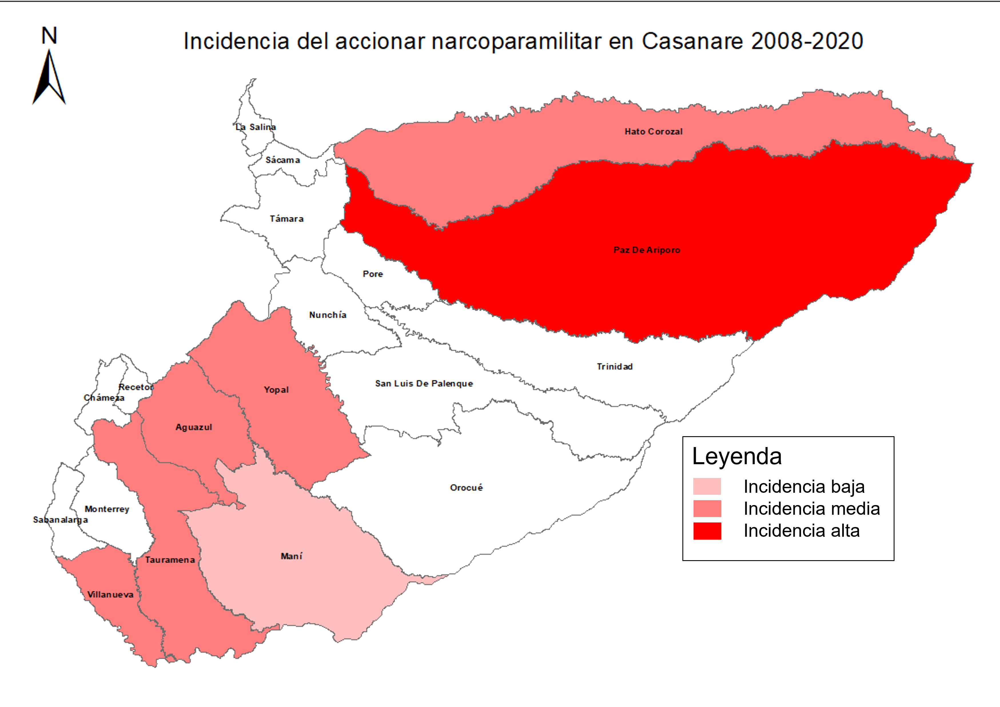 N
Incidencia del accionar narcoparamilitar en Casanare 2008-2020
La Salina
Hato Corozal
Sácama
Támara
Paz De Ariporo
Pore
Nunchía
Trinidad
San Luis De Palenque
Recetor
Yopal
Chámeza
Aguazul
Orocué
Monterrey
Sabanalarga
Maní
Tauramena
Villanueva
Leyenda
Incidencia baja
Incidencia media
Incidencia alta